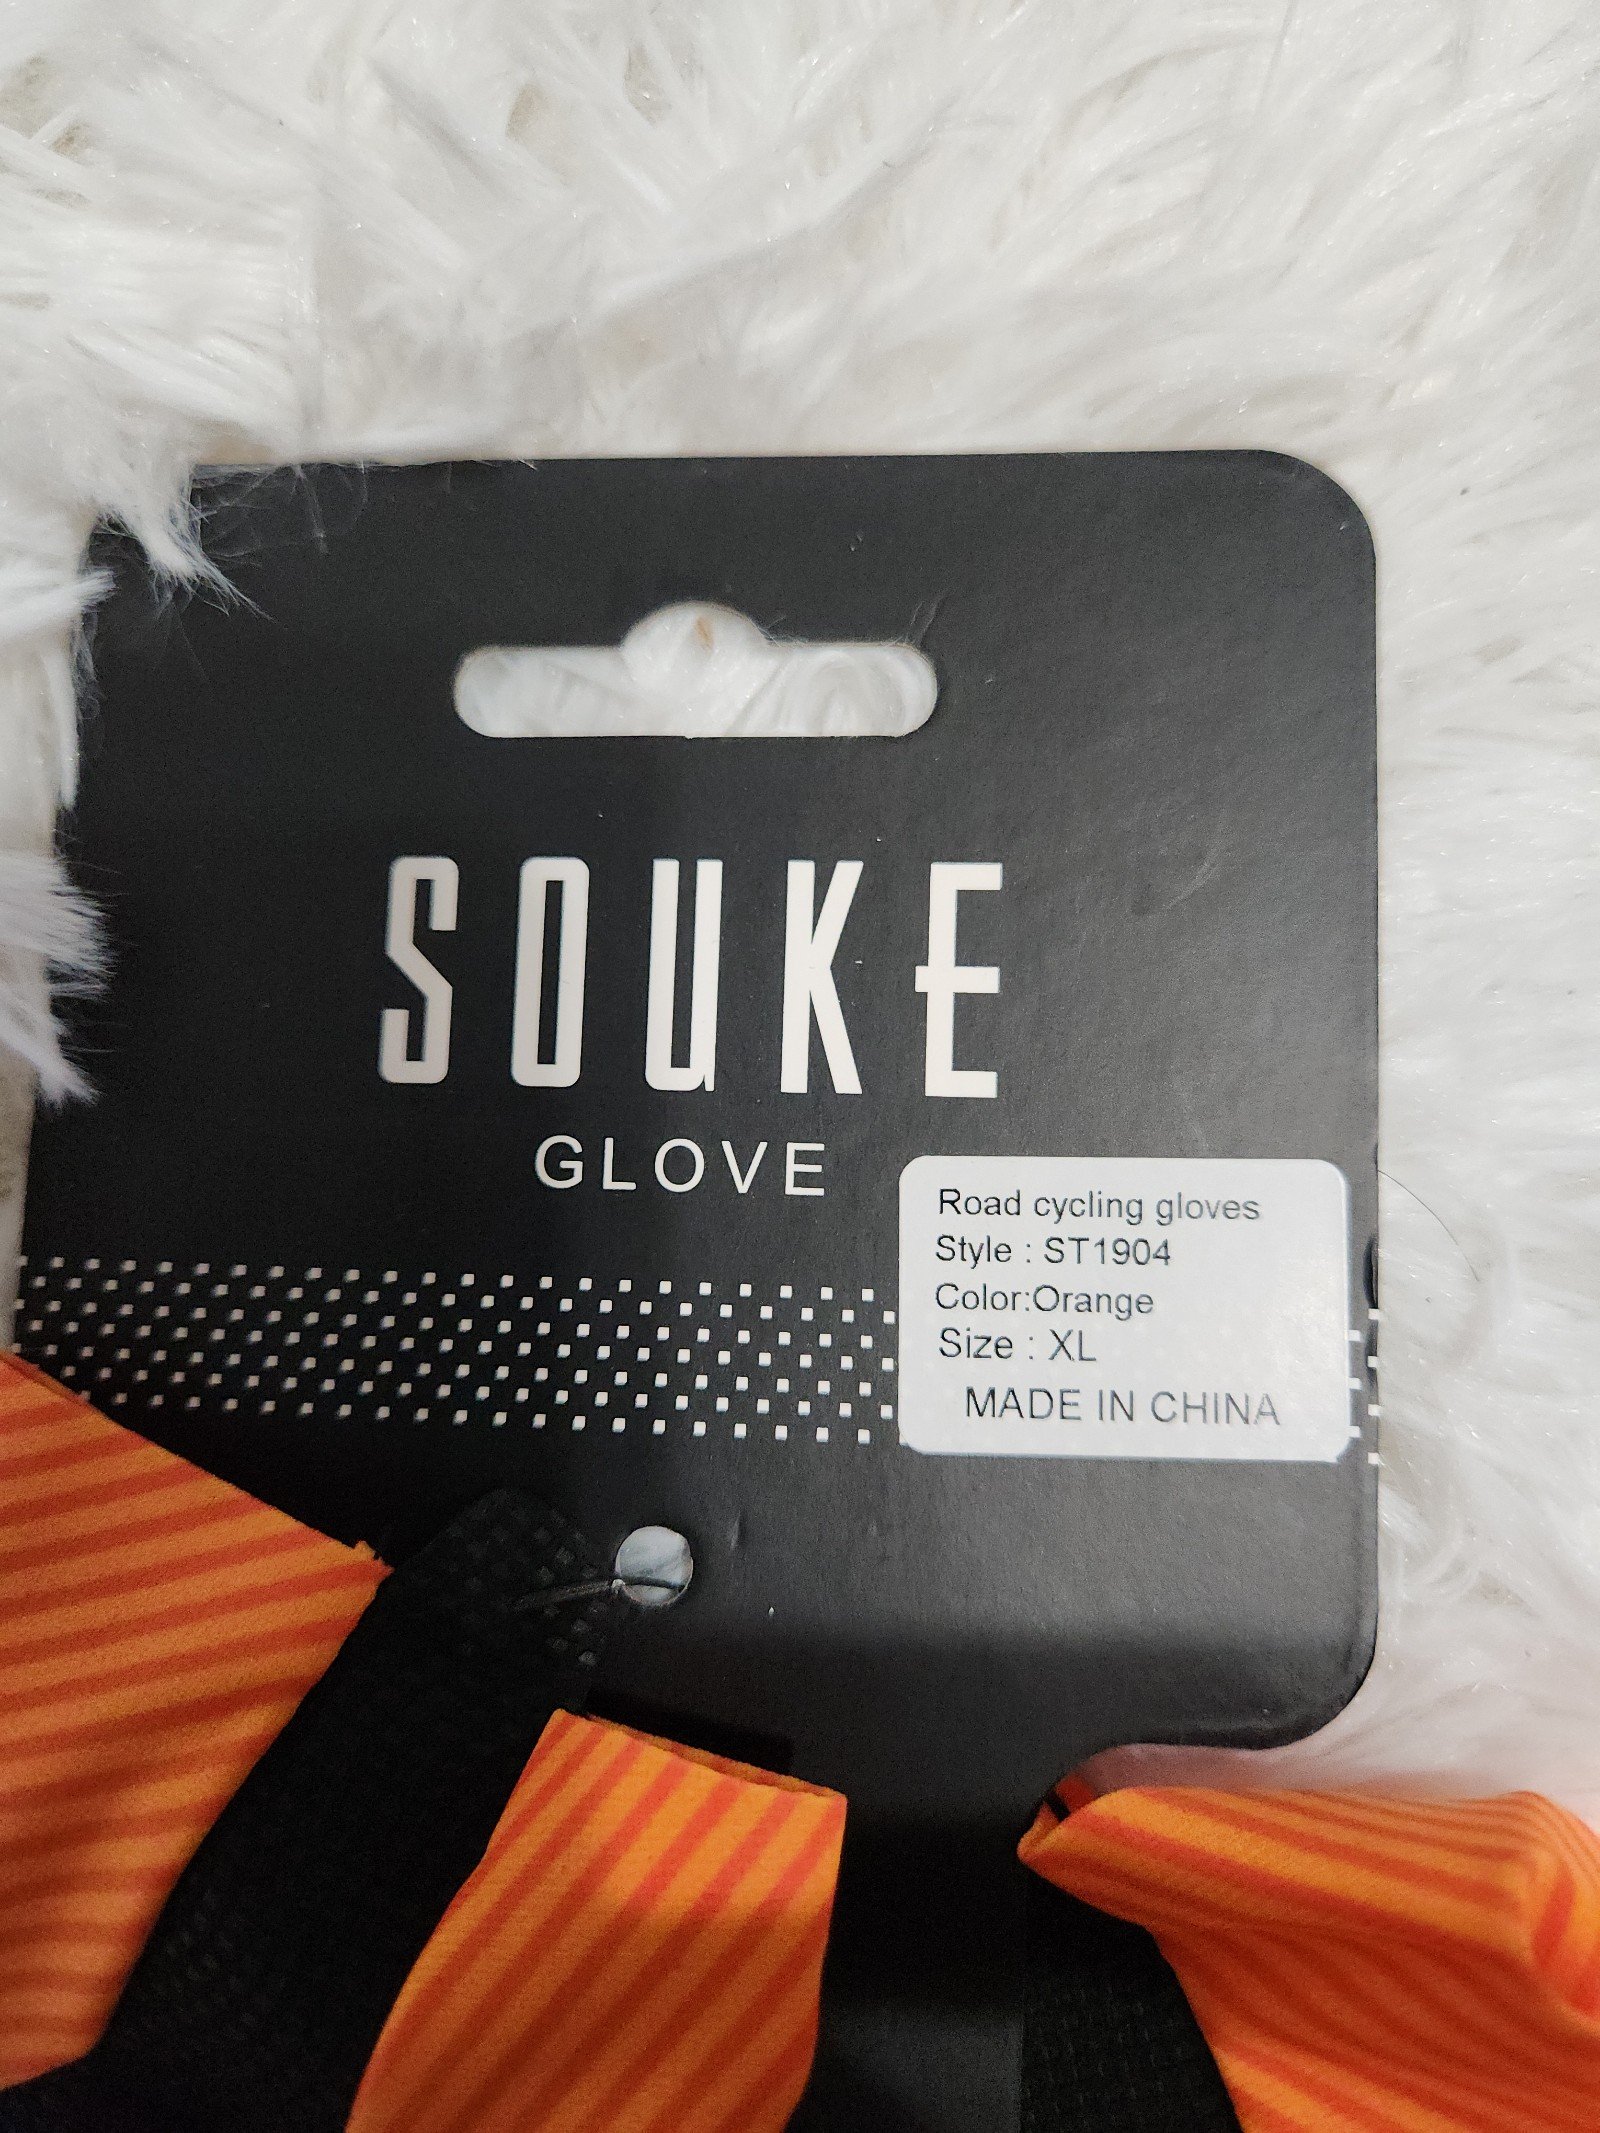 SOUKE
GLOVE
Road cycling gloves
Style : ST1904
Color:Orange
Size : XL
MADE IN CHINA